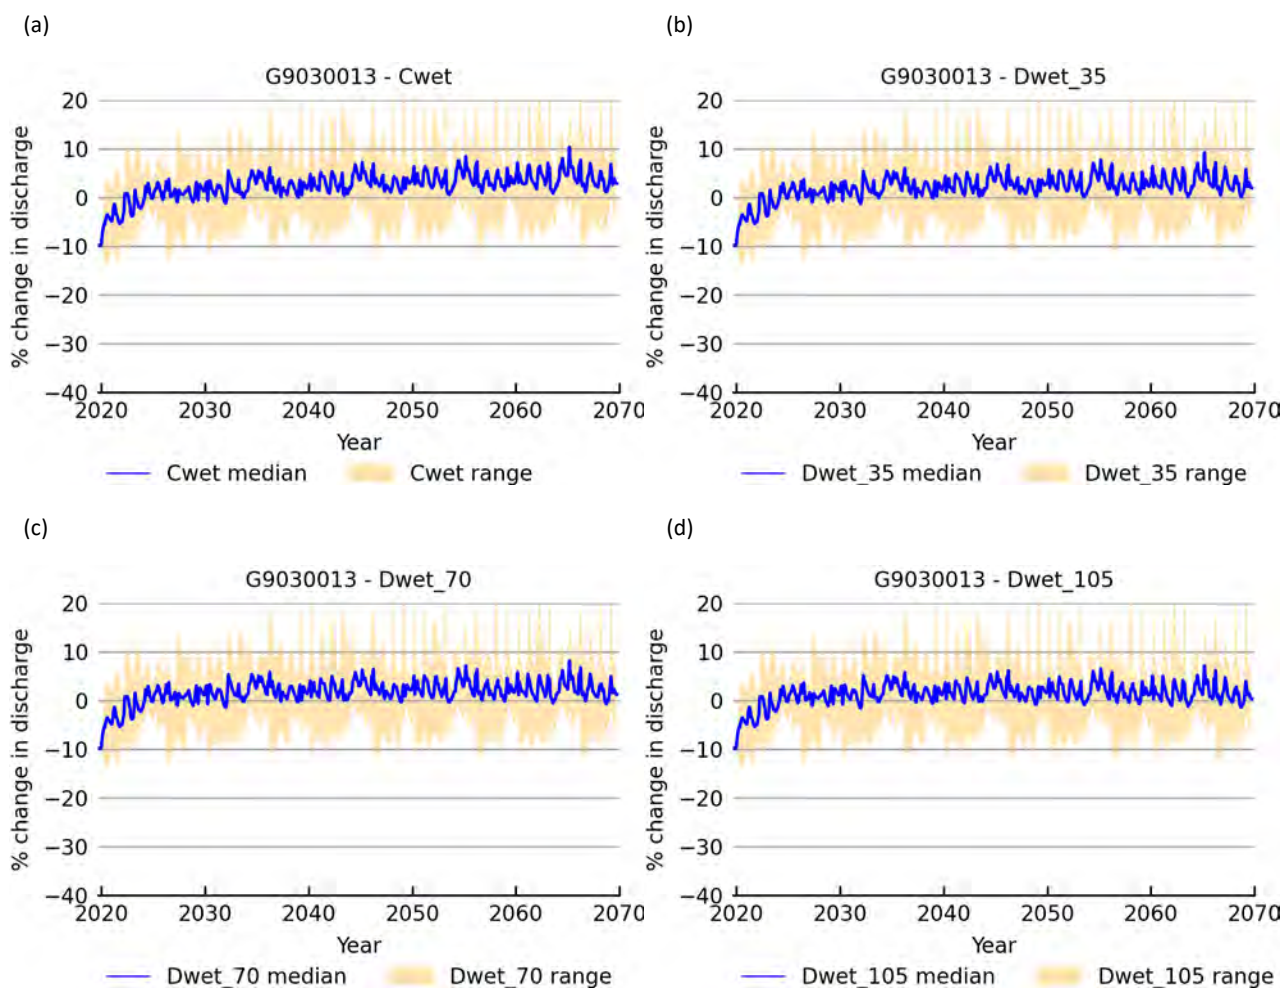 (a)
G9030013 - Cwet
% change in discharge
20
10
0
−10
−20
−30
−40
2020 2030 2040 2050 2060 2070
Year
Cwet median Cwet range
(b)
G9030013 - Dwet_35
% change in discharge
20
10
0
−10
−20
−30
−40
2020 2030 2040 2050 2060 2070
Year
Dwet_35 median Dwet_35 range
(c)
G9030013 - Dwet_70
% change in discharge
20
10
0
−10
−20
−30
−40
2020 2030 2040 2050 2060 2070
Year
Dwet_70 median Dwet_70 range
(d)
G9030013 - Dwet_105
% change in discharge
20
10
0
−10
−20
−30
−40
2020 2030 2040 2050 2060 2070
Year
Dwet_105 median Dwet_105 range